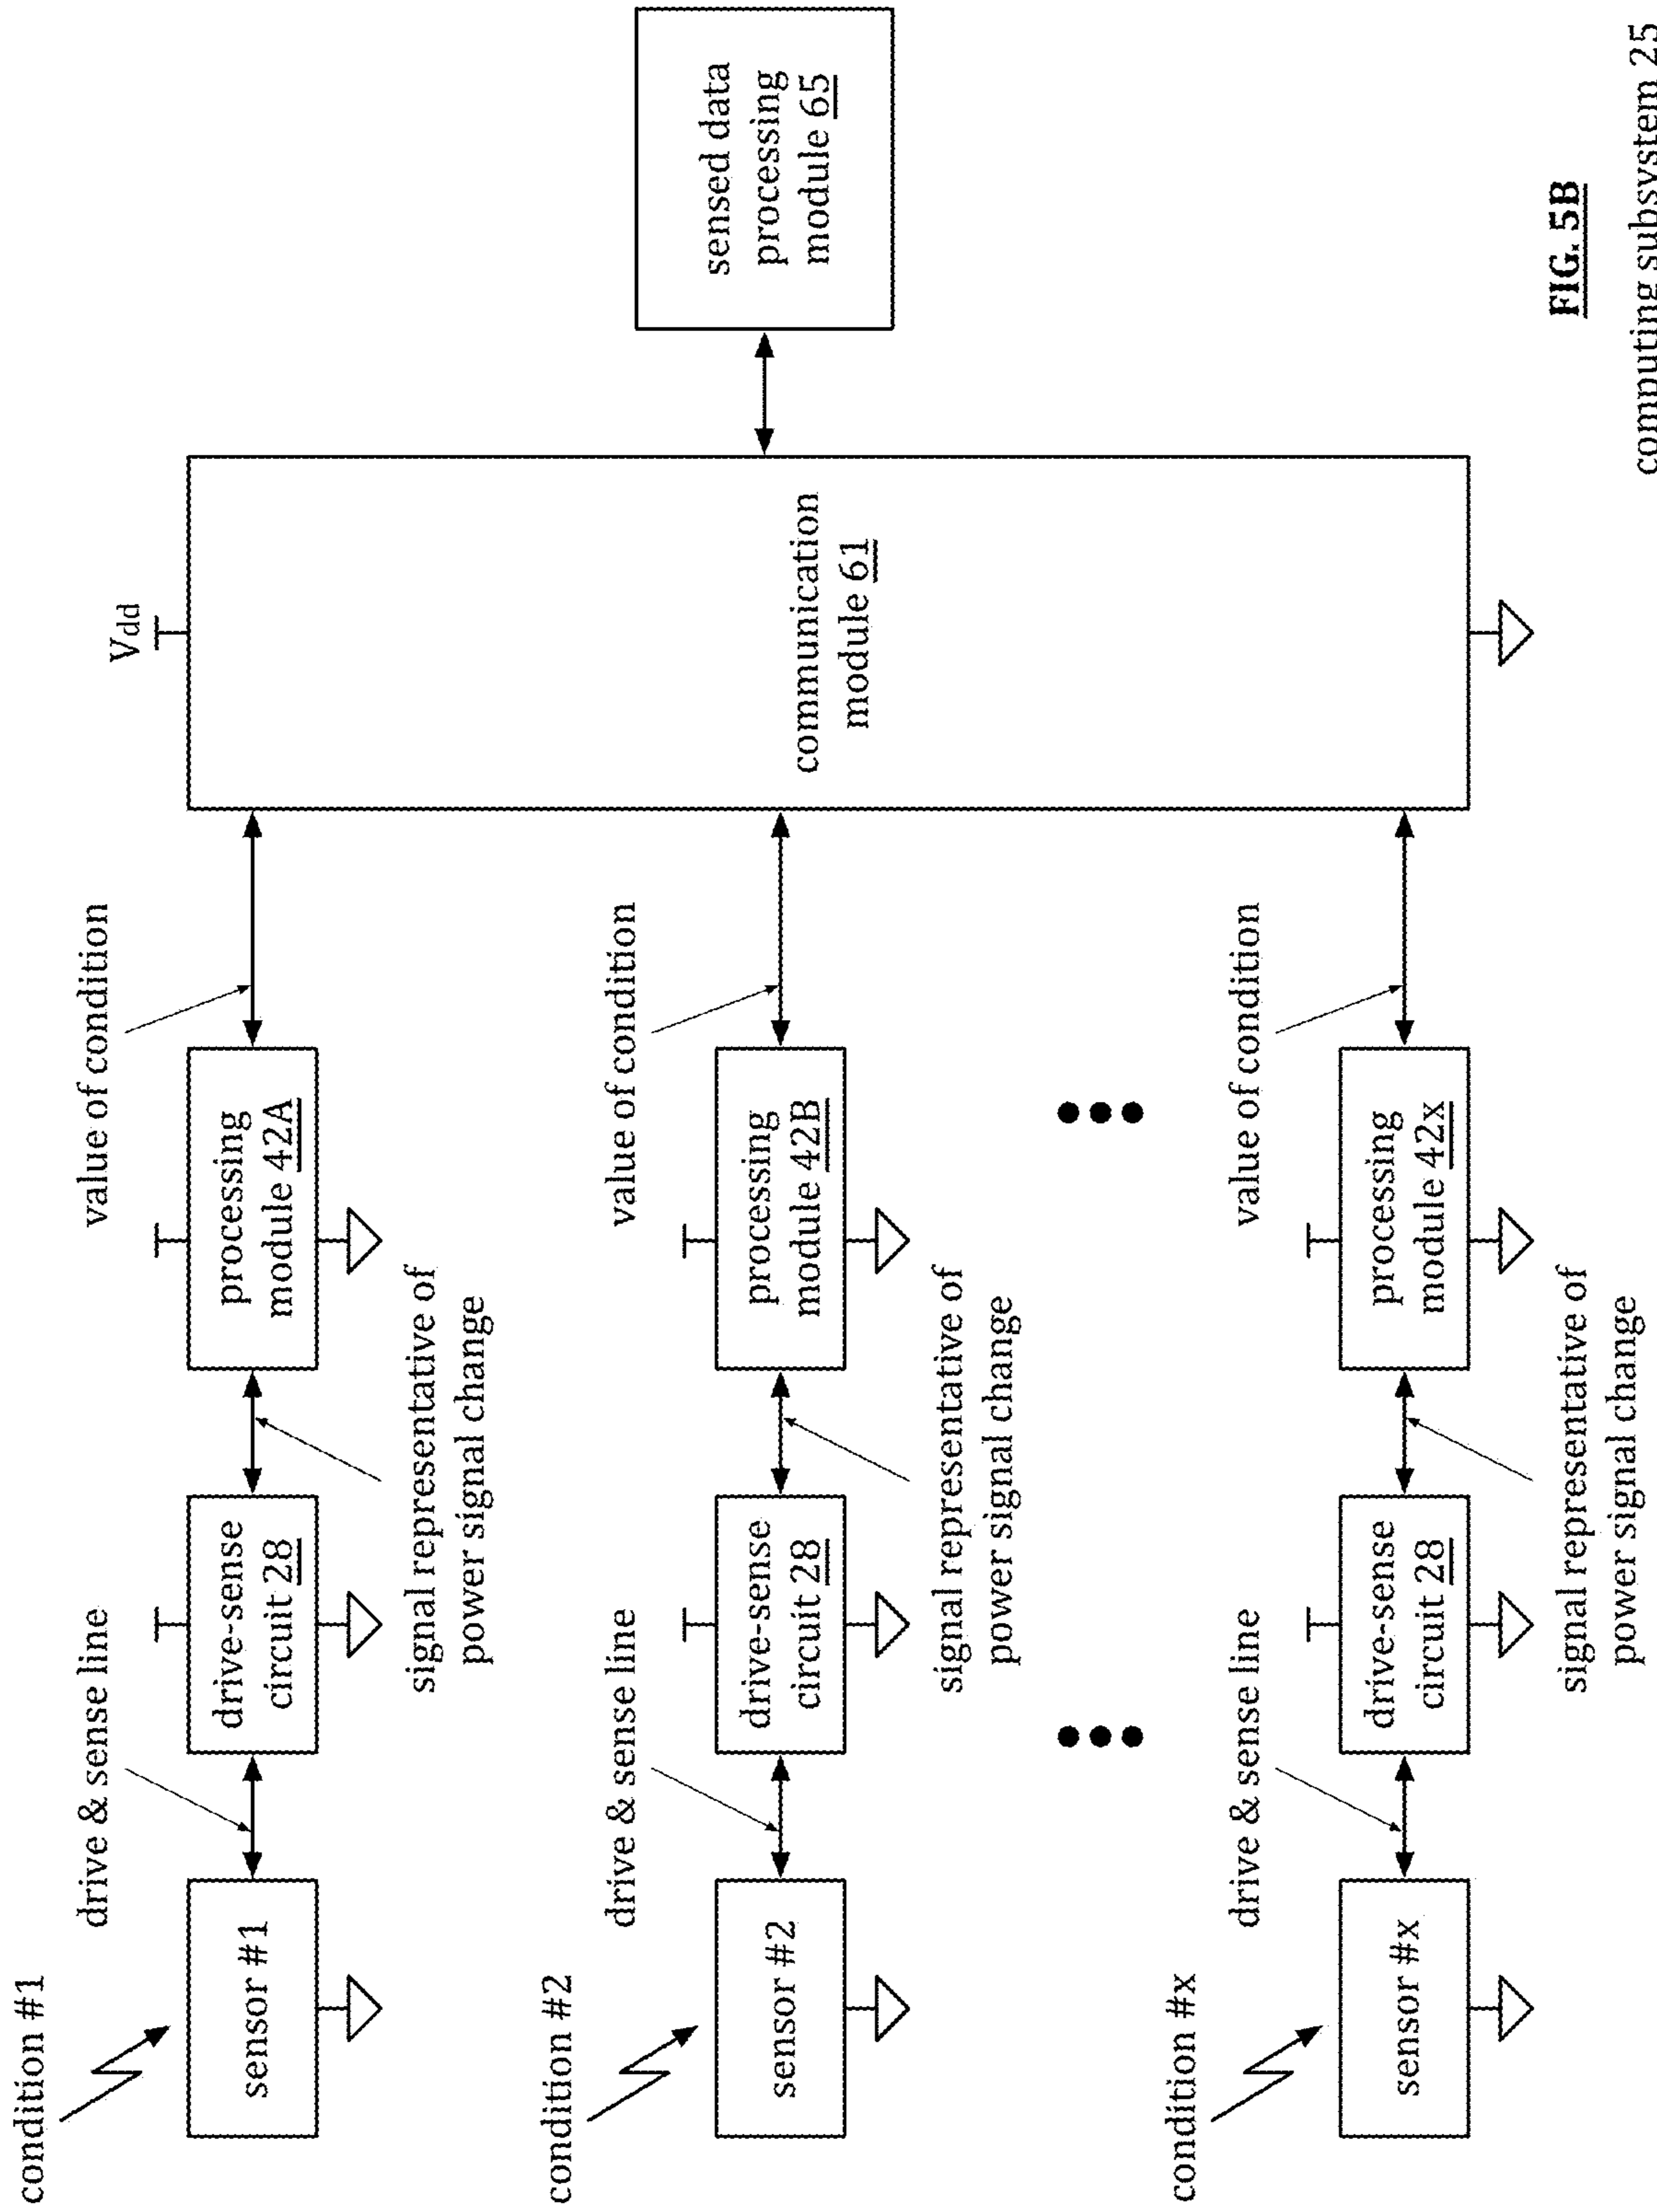 condition #1
drive & sense line
value of condition
Vdd
sensor #1
drive-sense
circuit 28
processing
module 42A
signal representative of
power signal change
condition #2
drive & sense line
value of condition
sensor #2
drive-sense
circuit 28
processing
module 42B
signal representative of
power signal change
communication
module 61
sensed data
processing
module 65
condition #x
drive & sense line
value of condition
sensor #x
drive-sense
circuit 28
processing
module 42x
signal representative of
power signal change
FIG. 5B
computing subsystem 25